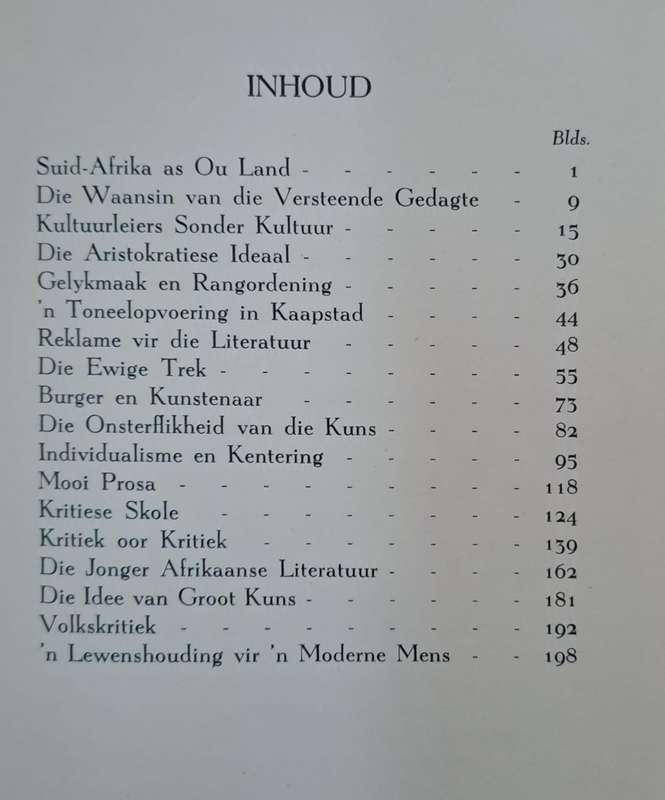 INHOUD
Blds.
Suid-Afrika as Ou Land - - - - - - 1
Die Waansin van die Versteende Gedagte - 9
Kultuurleiers Sonder Kultuur - - - - - 15
Die Aristokratiese Ideaal - - - - - - 30
Gelykmaak en Rangordening - - - - - 36
'n Toneelopvoering in Kaapstad - - - - 44
Reklame vir die Literatuur - - - - - 48
Die Ewige Trek - - - - - - - - 55
Burger en Kunstenaar - - - - - - 73
Die Onsterflikheid van die Kuns - - - - 82
Individualisme en Kentering - - - - - 95
Mooi Prosa - - - - - - - - - 118
Kritiese Skole - - - - - - - - 124
Kritiek oor Kritiek - - - - - - - 139
Die Jonger Afrikaanse Literatuur - - - - 162
Die Idee van Groot Kuns - - - - - - 181
Volkskritiek - - - - - - - - - 192
'n Lewenshouding vir 'n Moderne Mens - - 198